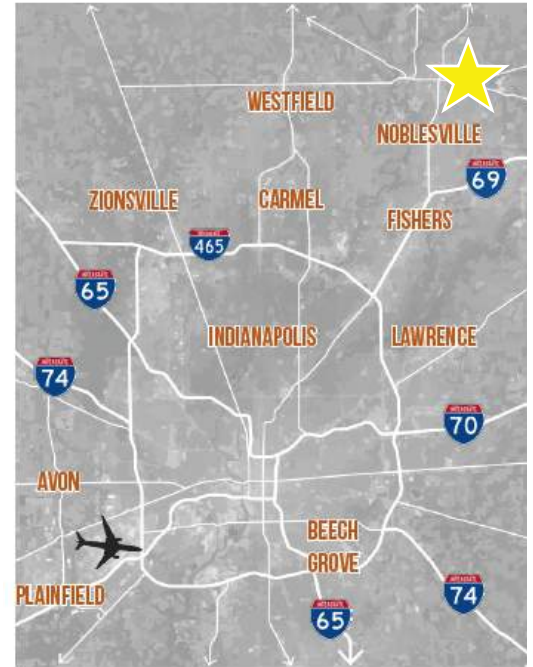 WESTFIELD
NOBLESVILLE
69
ZIONSVILLE
CARMEL
FISHERS
465
65
INDIANAPOLIS
LAWRENCE
74
70
AVON
BEECH
GROVE
PLAINFIELD
74
65